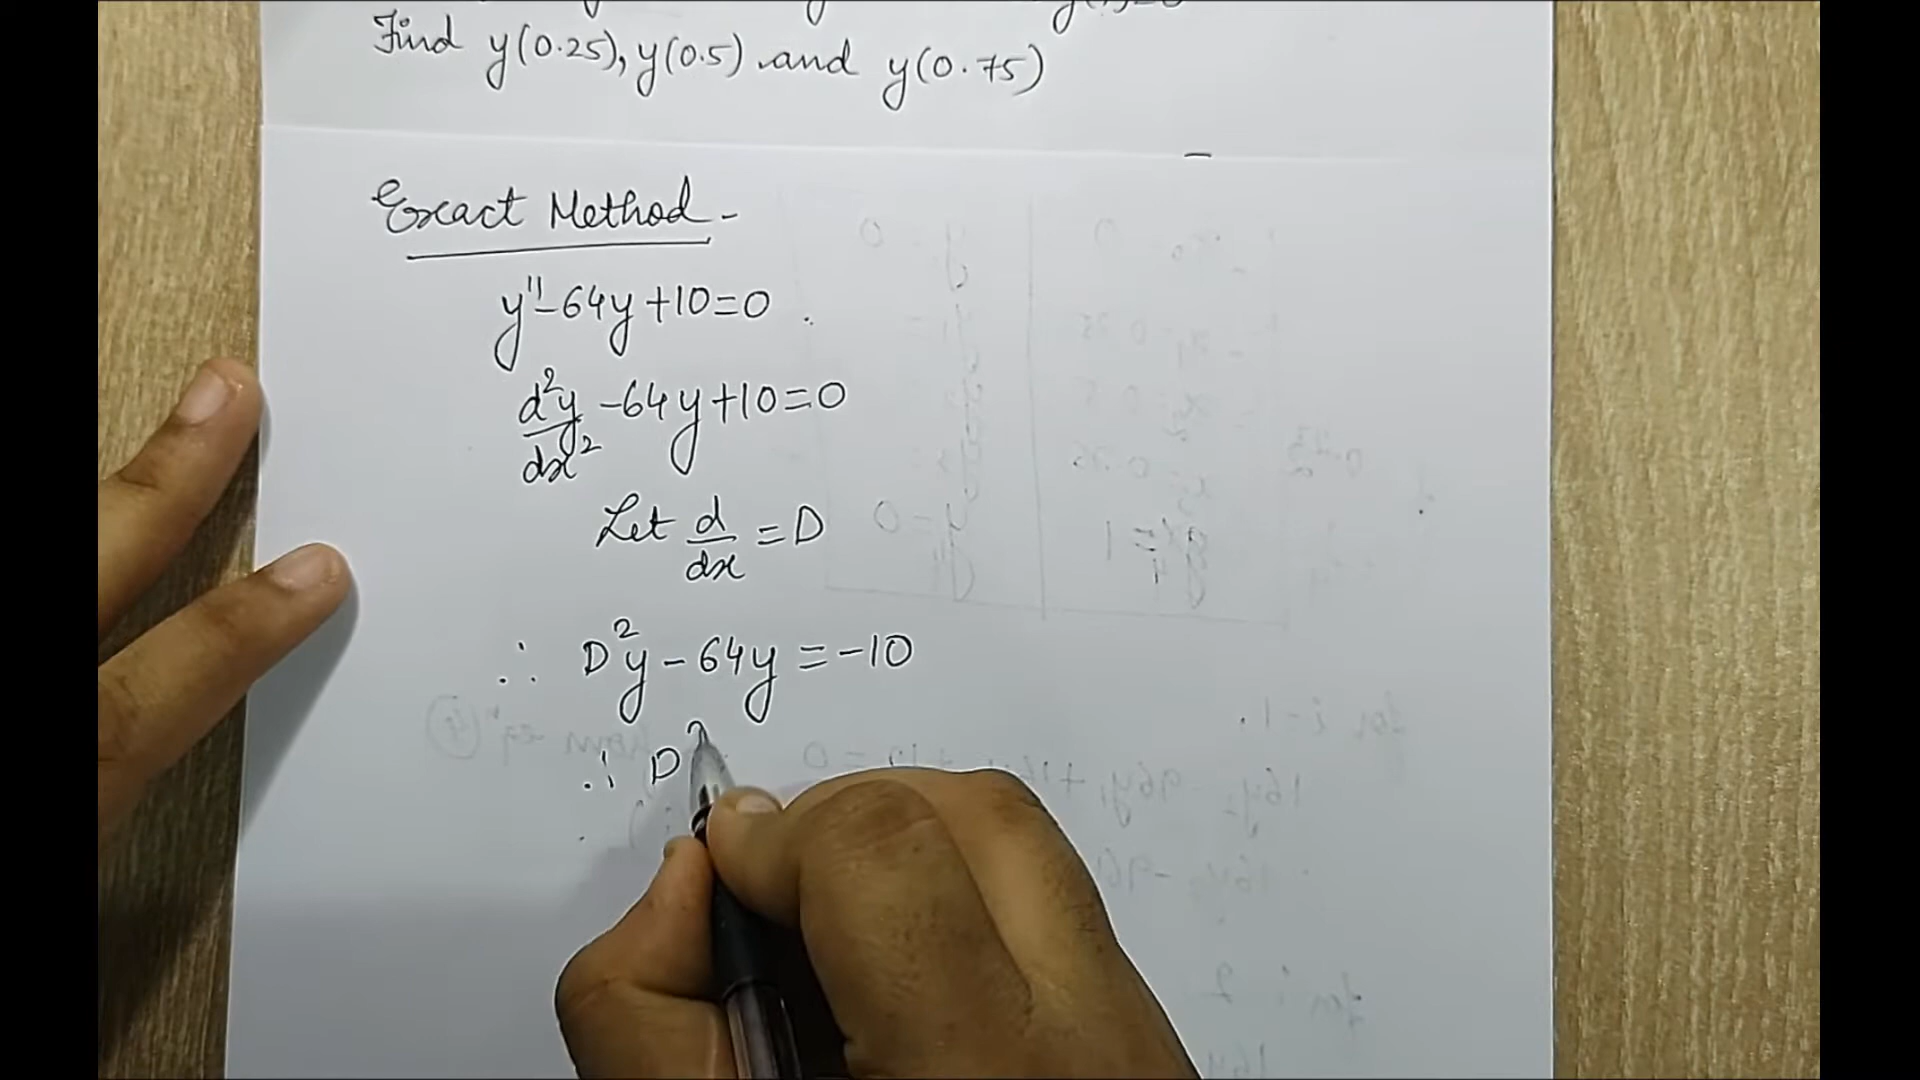 Find y(0.25), y(0.5) and y(0.75)
Exact Method -
y'' - 64y + 10 = 0
d²y/dx² - 64y + 10 = 0
Let d/dx = D
∴ D²y - 64y = -10
∴ D²